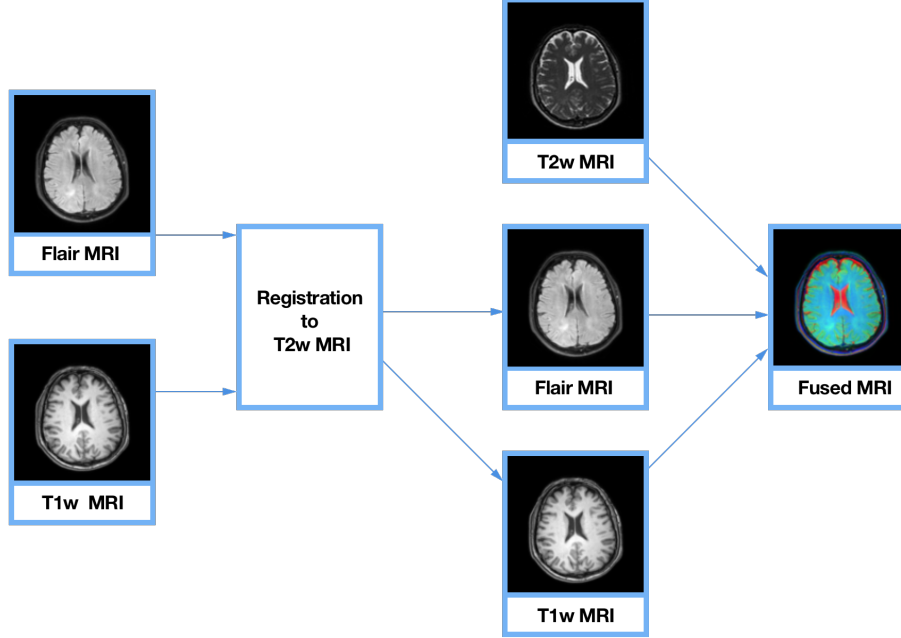 T2w MRI
Flair MRI
Registration
to
T2w MRI
Flair MRI
Fused MRI
T1w  MRI
T1w MRI